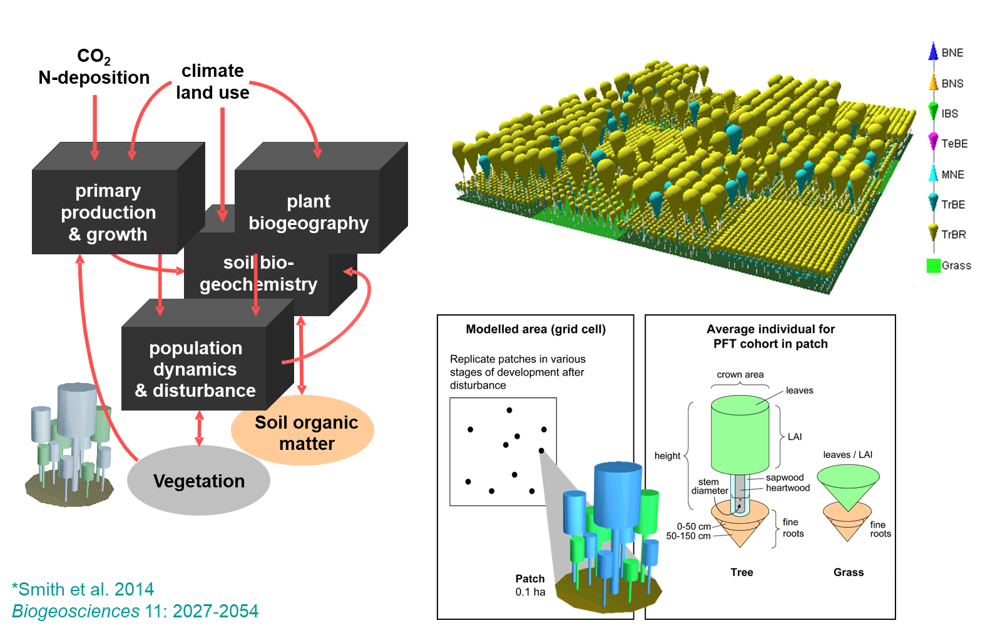 CO2
N-deposition
climate
land use
primary
production
& growth
plant
biogeography
soil bio-
geochemistry
population
dynamics
& disturbance
Soil organic
matter
Vegetation
*Smith et al. 2014
Biogeosciences 11: 2027-2054
BNE
BNS
IBS
TeBE
MNE
TrBE
TrBR
Grass
Modelled area (grid cell)
Replicate patches in various
stages of development after
disturbance
Patch
0.1 ha
Average individual for
PFT cohort in patch
crown area
leaves
LAI
height
leaves / LAI
stem
diameter
sapwood
heartwood
0-50 cm
50-150 cm
fine
roots
fine
roots
Tree
Grass